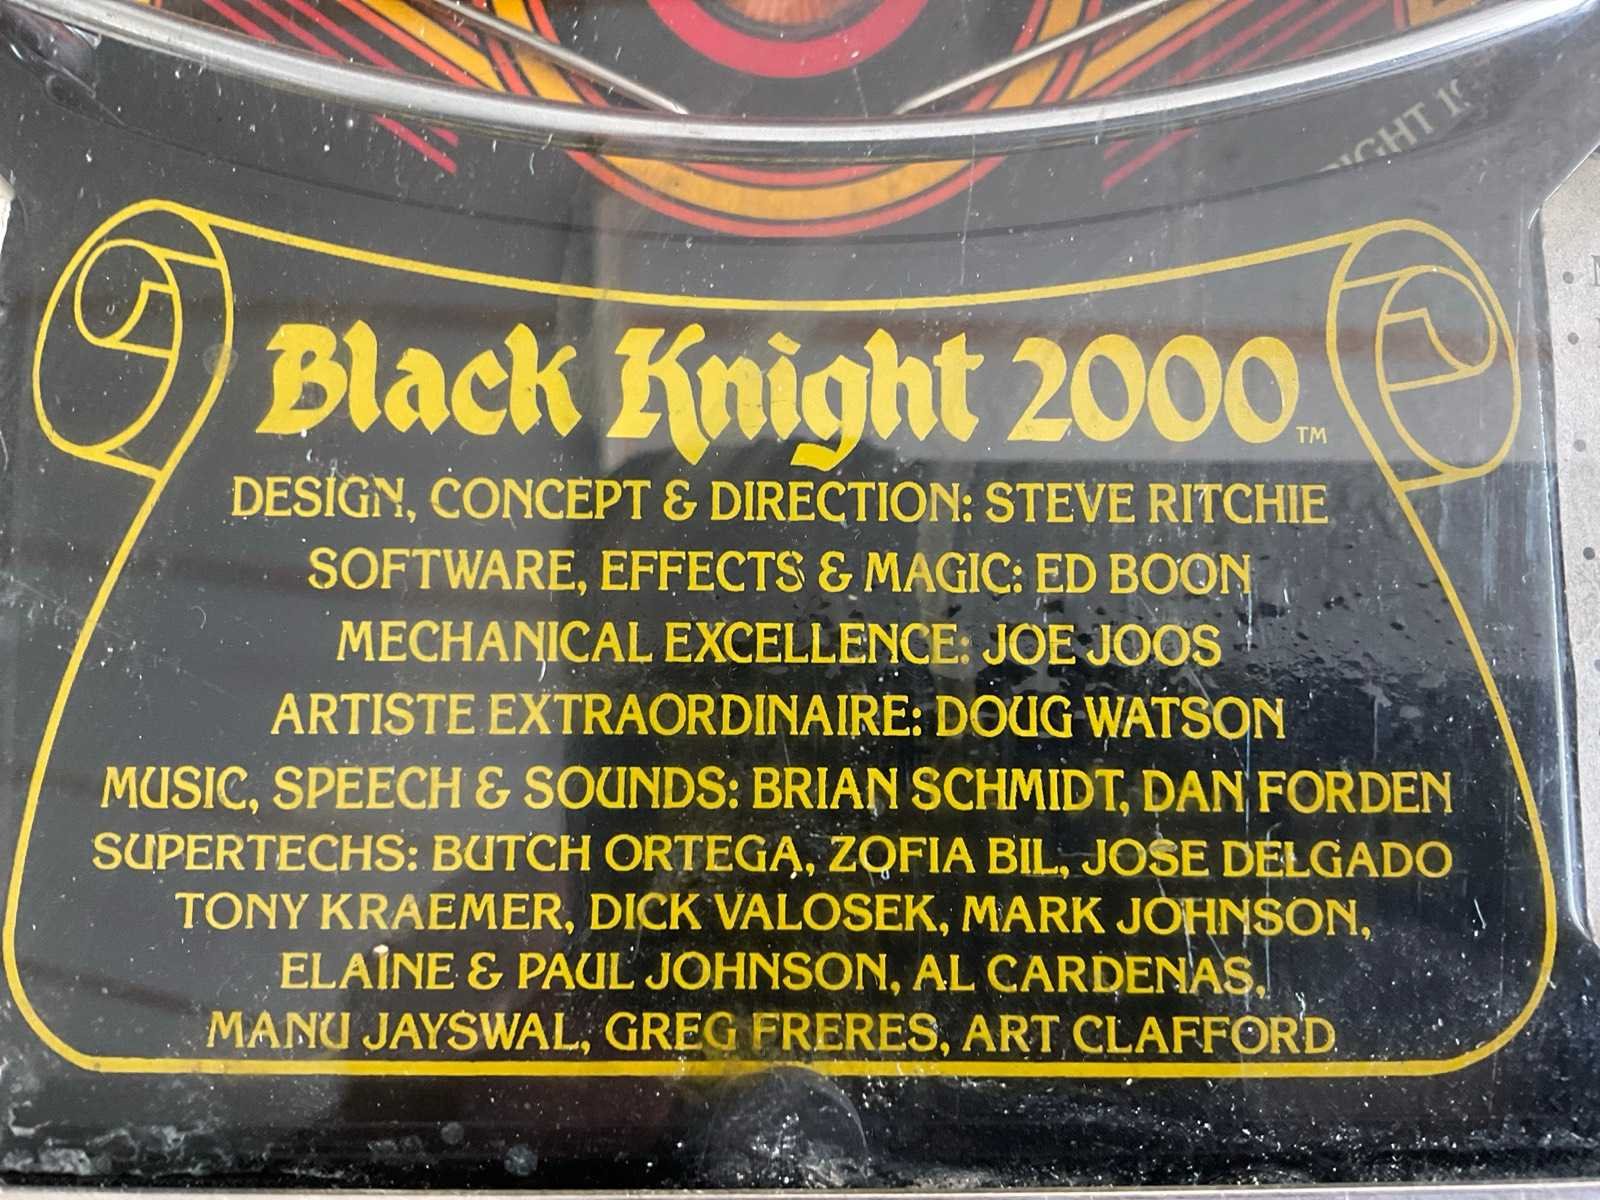 Black Knight 2000™
DESIGN, CONCEPT & DIRECTION: STEVE RITCHIE
SOFTWARE, EFFECTS & MAGIC: ED BOON
MECHANICAL EXCELLENCE: JOE JOOS
ARTISTE EXTRAORDINAIRE: DOUG WATSON
MUSIC, SPEECH & SOUNDS: BRIAN SCHMIDT, DAN FORDEN
SUPERTECHS: BUTCH ORTEGA, ZOFIA BIL, JOSE DELGADO
TONY KRAEMER, DICK VALOSEK, MARK JOHNSON,
ELAINE & PAUL JOHNSON, AL CARDENAS,
MANU JAYSWAL, GREG FRERES, ART CLAFFORD